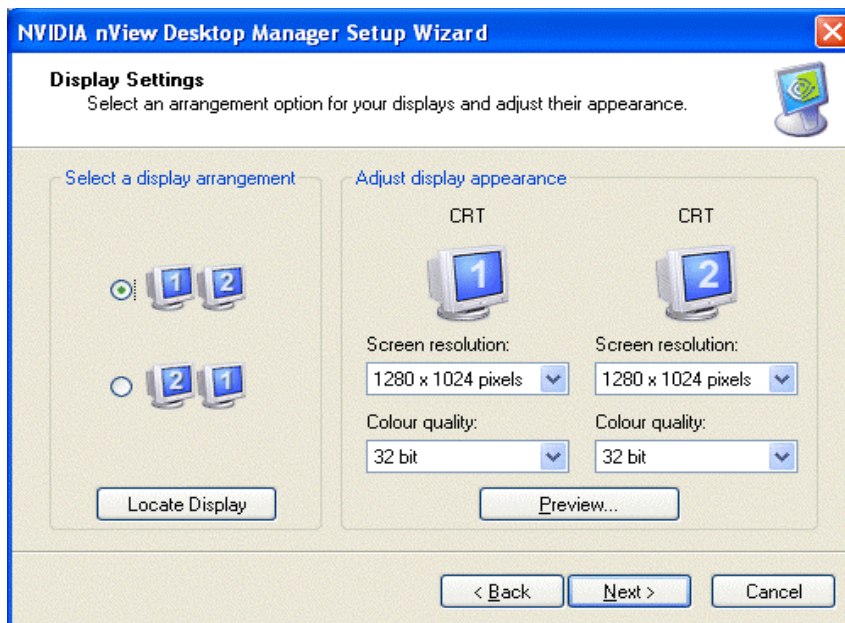 NVIDIA nView Desktop Manager Setup Wizard
Display Settings
Select an arrangement option for your displays and adjust their appearance.
Select a display arrangement
1 2
2 1
Locate Display
Adjust display appearance
CRT CRT
1 2
Screen resolution: Screen resolution:
1280 x 1024 pixels 1280 x 1024 pixels
Colour quality: Colour quality:
32 bit 32 bit
Preview...
< Back Next > Cancel